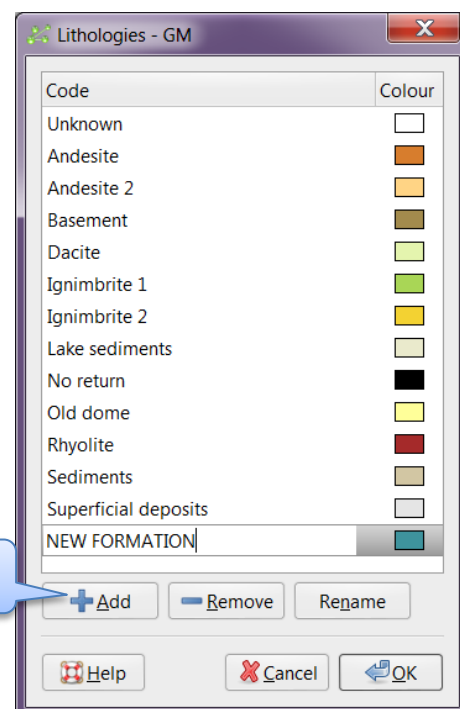 Lithologies - GM
Code Colour
Unknown
Andesite
Andesite 2
Basement
Dacite
Ignimbrite 1
Ignimbrite 2
Lake sediments
No return
Old dome
Rhyolite
Sediments
Superficial deposits
NEW FORMATION
Add Remove Rename
Help Cancel OK